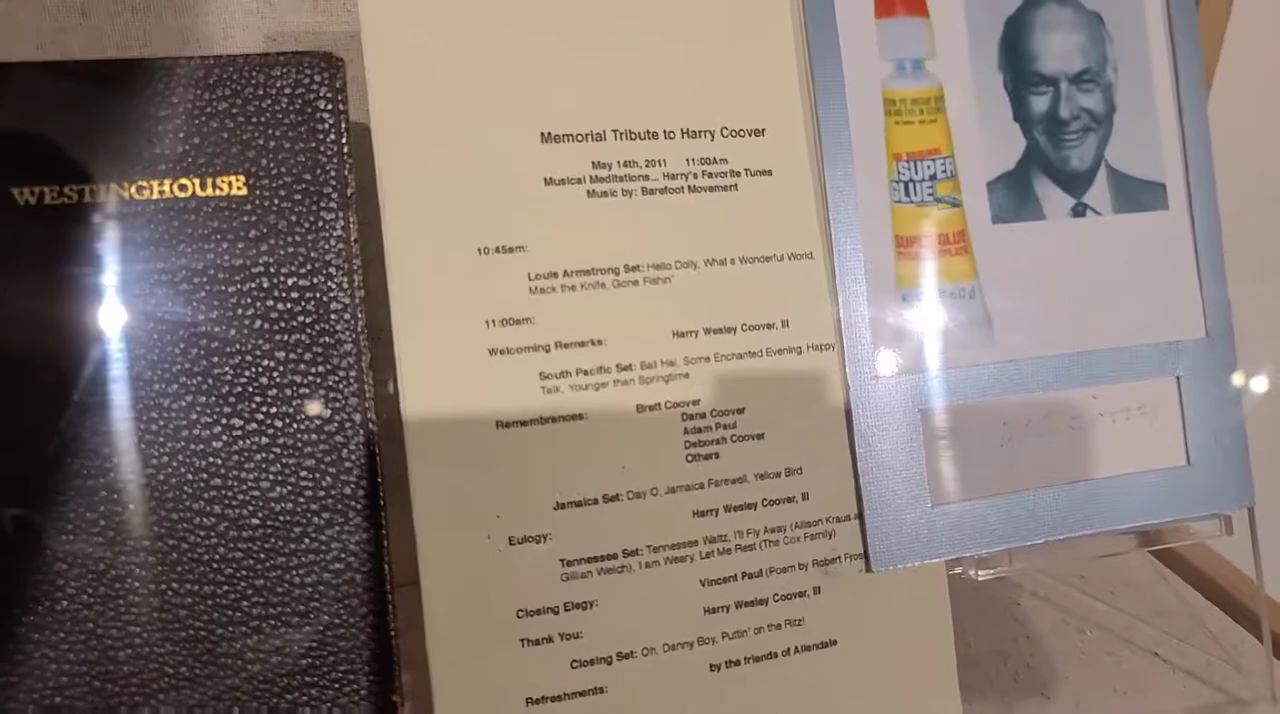 WESTINGHOUSE
Memorial Tribute to Harry Coover
May 14th, 2011 11:00Am
Musical Meditations... Harry's Favorite Tunes
Music by: Barefoot Movement
10:45am:
Louis Armstrong Set: Hello Dolly, What a Wonderful World,
Mack the Knife, Gone Fishin'
11:00am:
Welcoming Remarks: Harry Wesley Coover, III
South Pacific Set: Bali Hai, Some Enchanted Evening, Happy
Talk, Younger than Springtime
Remembrances: Brett Coover
Dana Coover
Adam Paul
Deborah Coover
Others
Jamaica Set: Day O, Jamaica Farewell, Yellow Bird
Eulogy: Harry Wesley Coover, III
Tennessee Set: Tennessee Waltz, I'll Fly Away (Allison Kraus
Gillian Welch), I am Weary, Let Me Rest (The Cox Family)
Closing Elegy: Vincent Paul (Poem by Robert Fros
Thank You: Harry Wesley Coover, III
Closing Set: Oh, Danny Boy, Puttin' on the Ritz!
Refreshments: by the friends of Allendale
SUPER
GLUE
SUPER GLUE